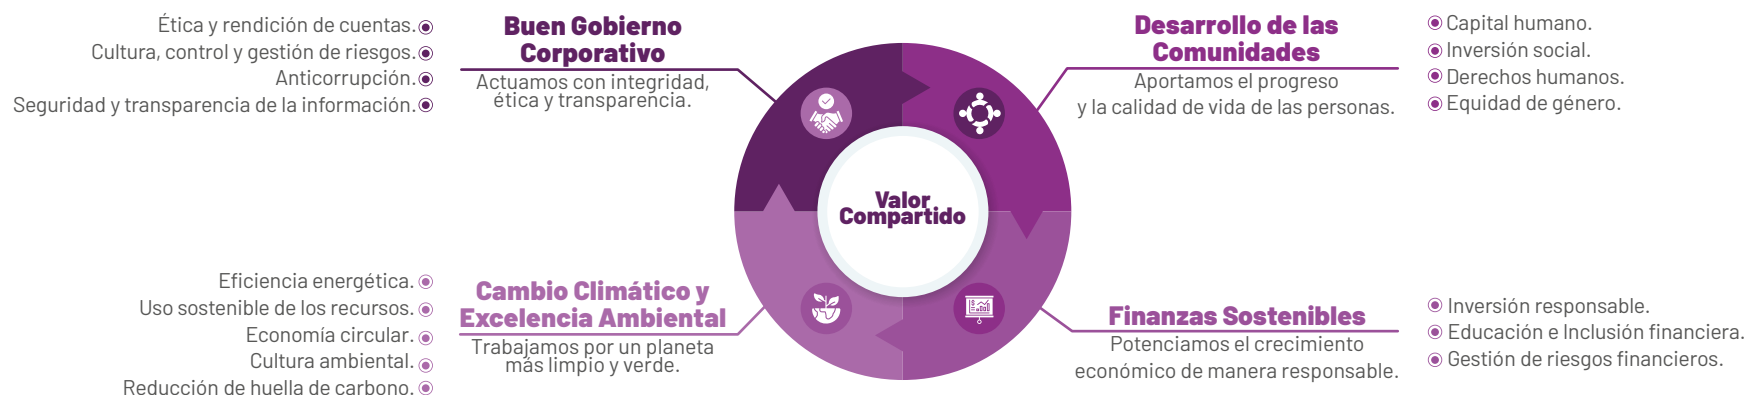 Ética y rendición de cuentas.
Cultura, control y gestión de riesgos.
Anticorrupción.
Seguridad y transparencia de la información.
Buen Gobierno
Corporativo
Actuamos con integridad,
ética y transparencia.
Desarrollo de las
Comunidades
Aportamos el progreso
y la calidad de vida de las personas.
Capital humano.
Inversión social.
Derechos humanos.
Equidad de género.
Valor
Compartido
Eficiencia energética.
Uso sostenible de los recursos.
Economía circular.
Cultura ambiental.
Reducción de huella de carbono.
Cambio Climático y
Excelencia Ambiental
Trabajamos por un planeta
más limpio y verde.
Finanzas Sostenibles
Potenciamos el crecimiento
económico de manera responsable.
Inversión responsable.
Educación e Inclusión financiera.
Gestión de riesgos financieros.